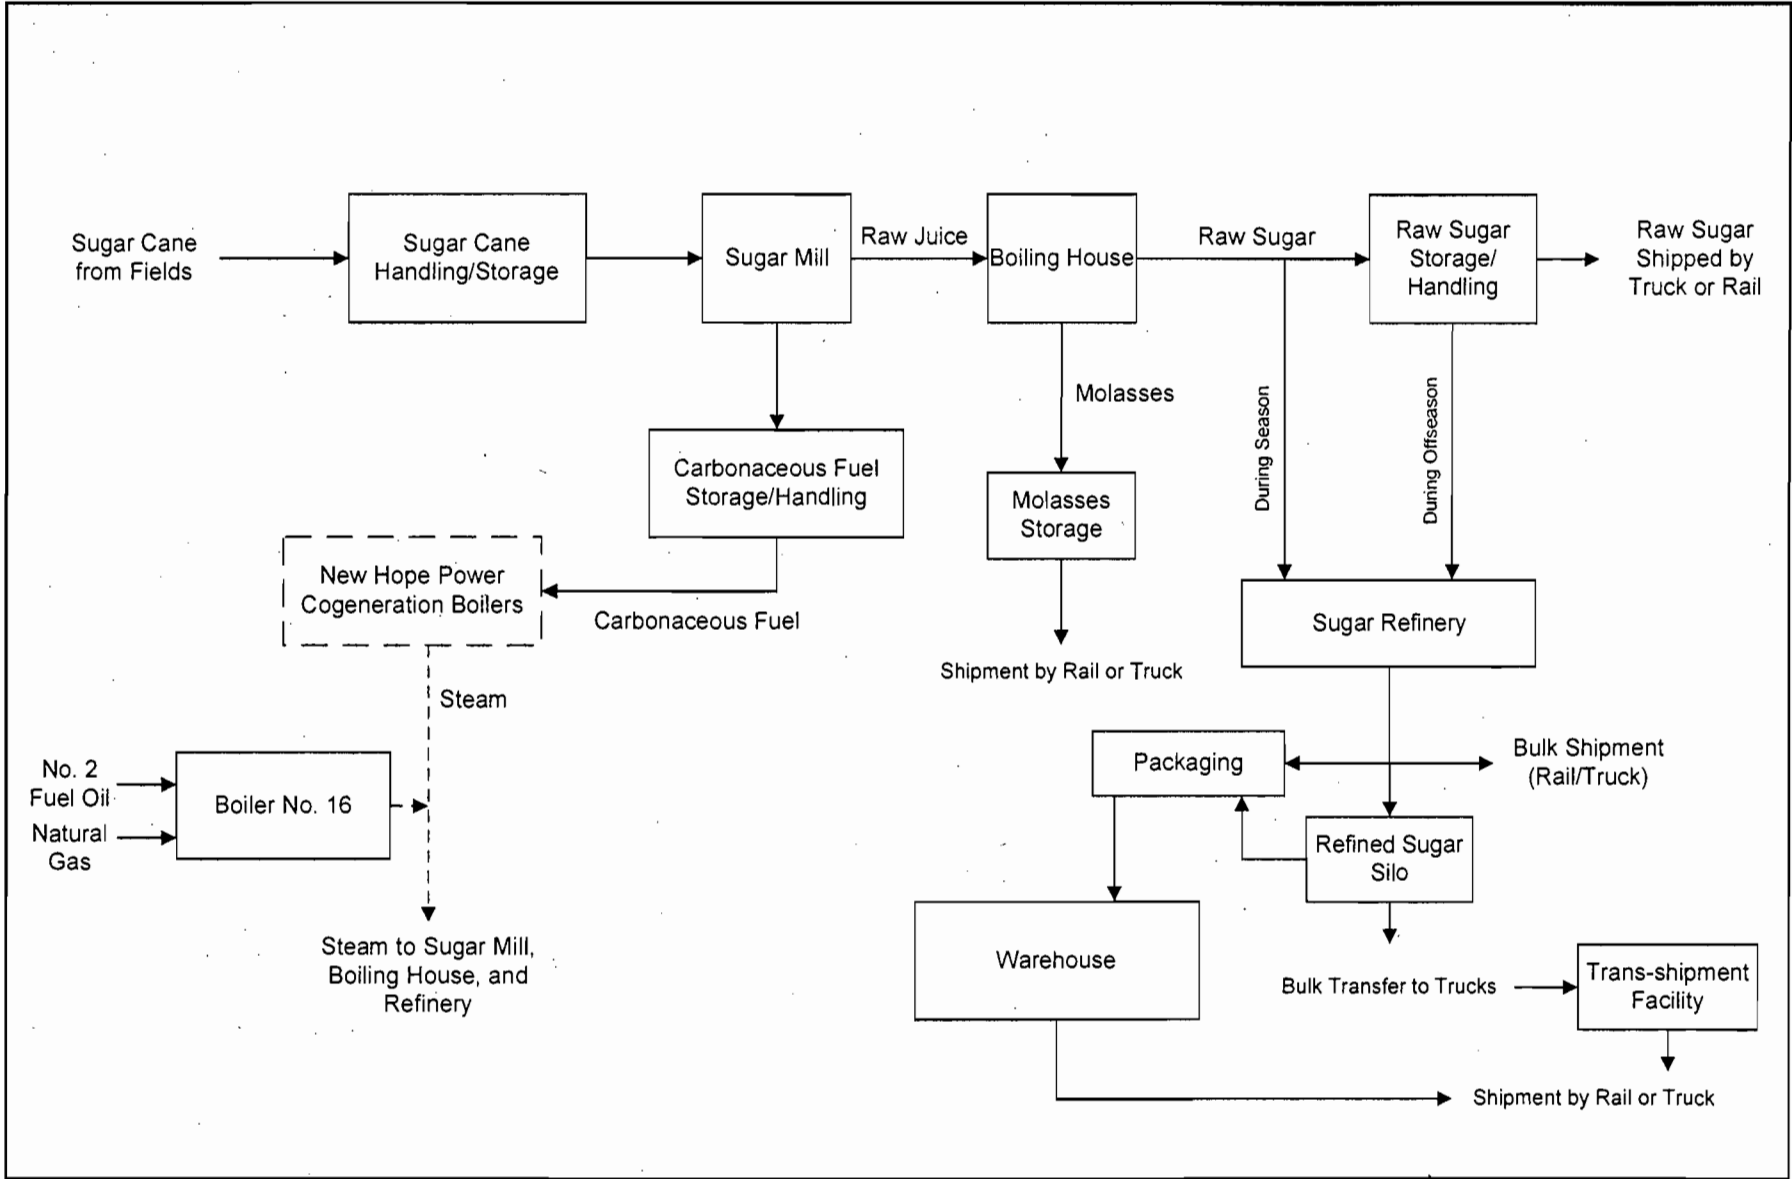 Sugar Cane
from Fields
Sugar Cane
Handling/Storage
Sugar Mill
Raw Juice
Boiling House
Raw Sugar
Raw Sugar
Storage/
Handling
Raw Sugar
Shipped by
Truck or Rail
Molasses
During Season
During Offseason
Carbonaceous Fuel
Storage/Handling
Molasses
Storage
New Hope Power
Cogeneration Boilers
Carbonaceous Fuel
Sugar Refinery
Shipment by Rail or Truck
Steam
No. 2
Fuel Oil
Natural
Gas
Boiler No. 16
Packaging
Bulk Shipment
(Rail/Truck)
Refined Sugar
Silo
Steam to Sugar Mill,
Boiling House, and
Refinery
Warehouse
Bulk Transfer to Trucks
Trans-shipment
Facility
Shipment by Rail or Truck